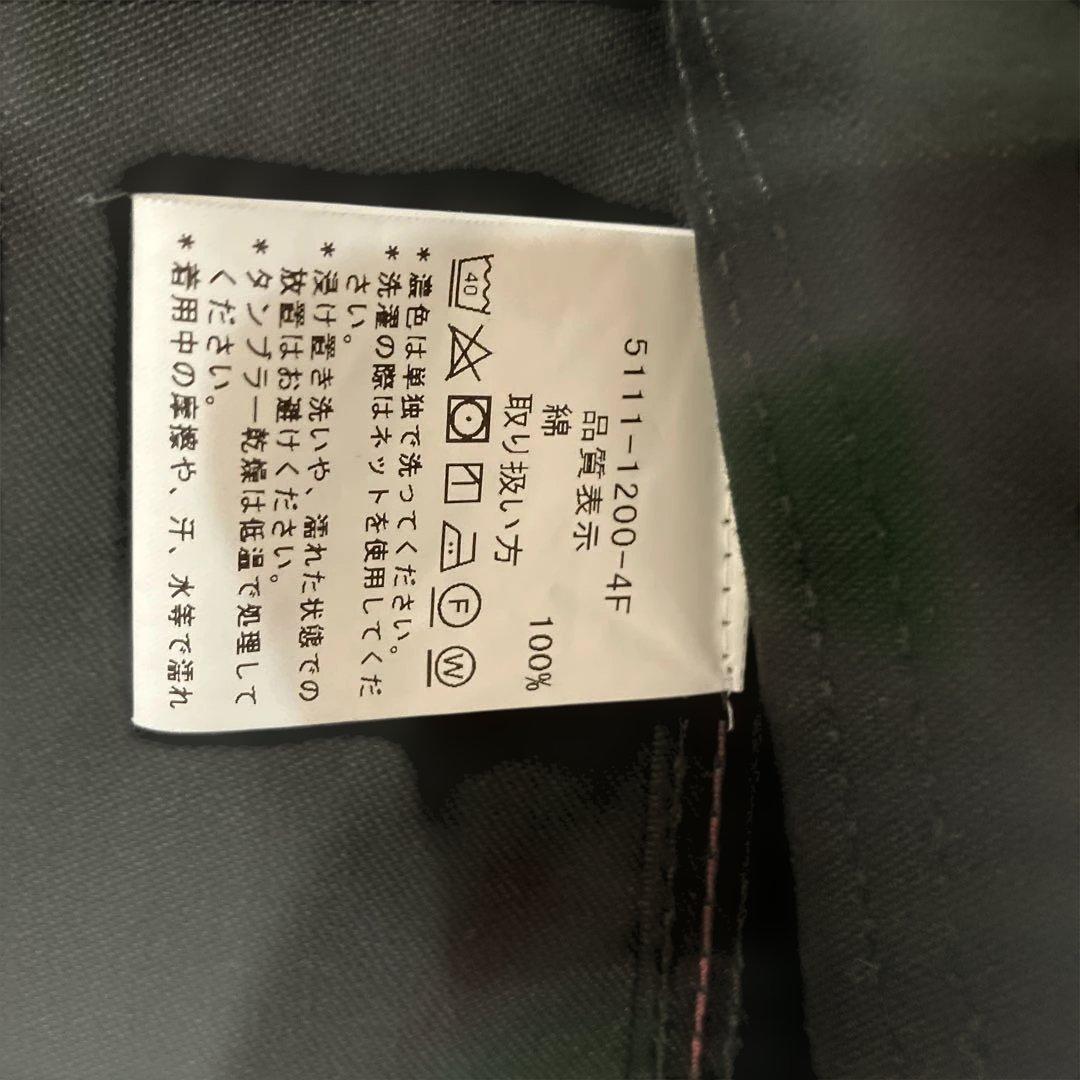 5111-1200-4F
品質表示
綿 100%
取り扱い方
40 F W
* 濃色は単独で洗ってください。
* 洗濯の際はネットを使用してくだ
さい。
* 浸け置き洗いや、濡れた状態での
放置はお避けください。
* タンブラー乾燥は低温で処理して
ください。
* 着用中の摩擦や、汗、水等で濡れ